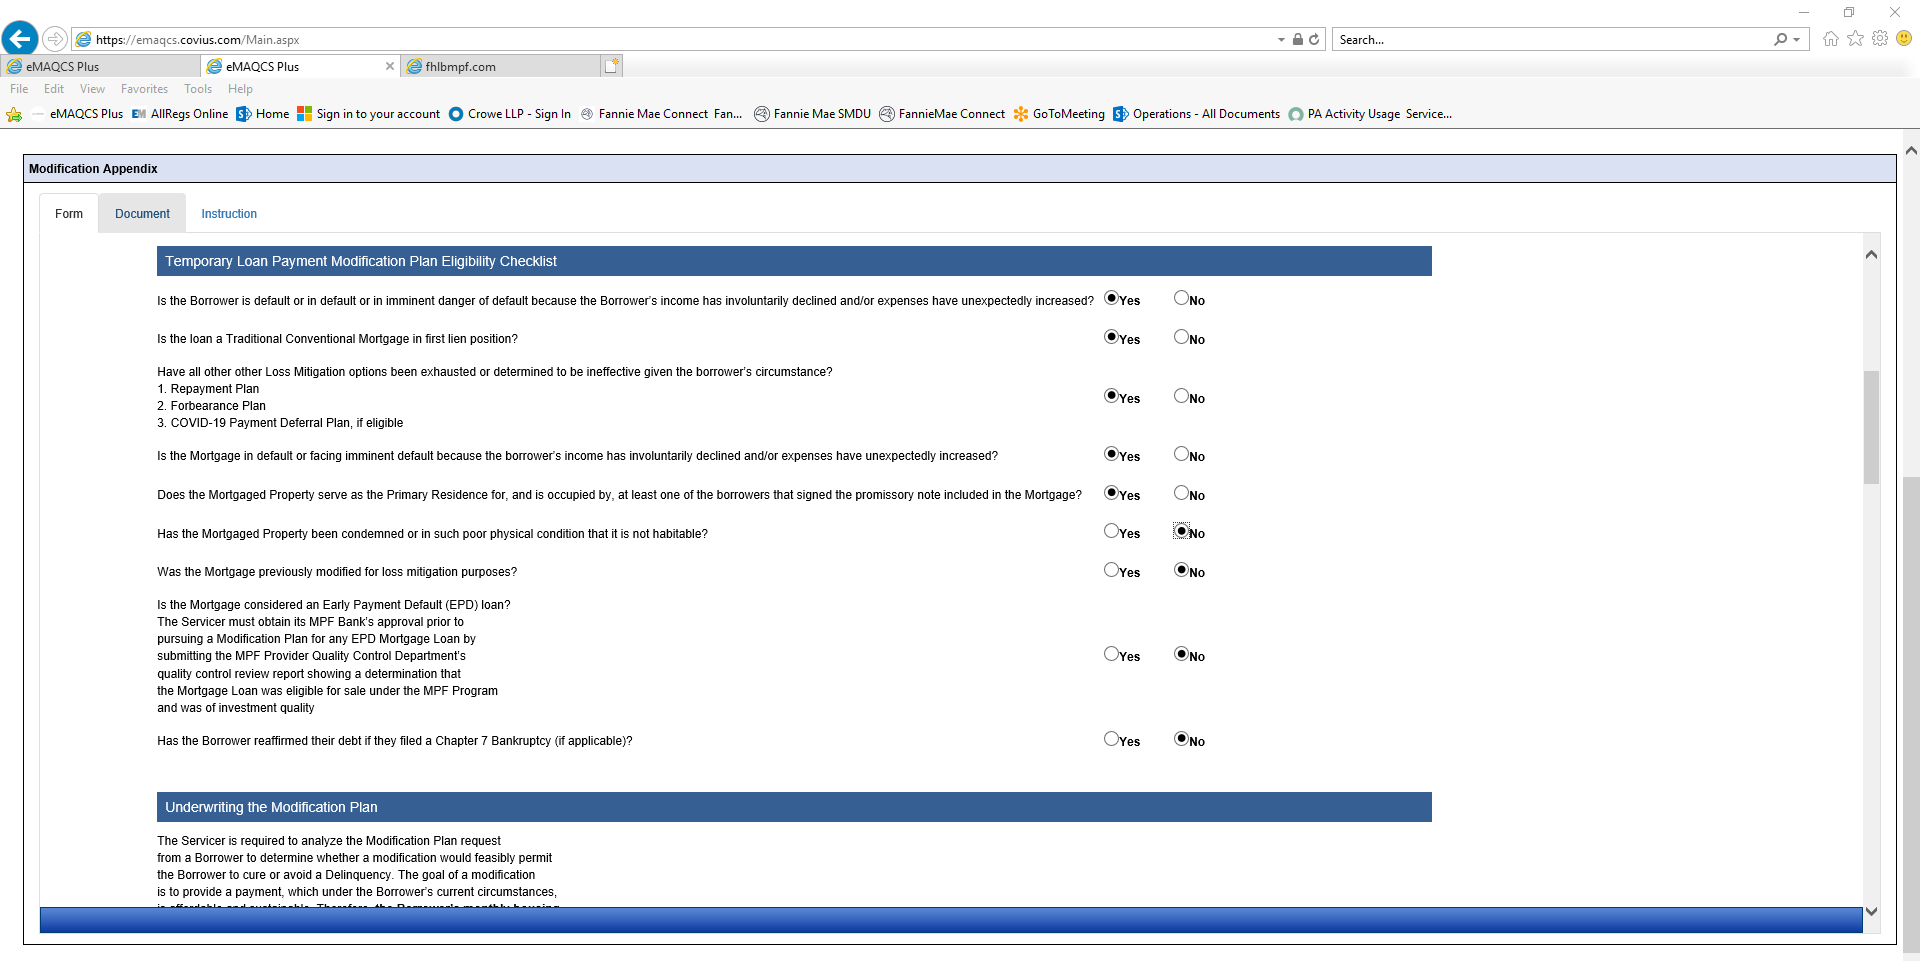 https://emaqcs.covius.com/Main.aspx
Search...
eMAQCS Plus
eMAQCS Plus
fhlbmpf.com
File Edit View Favorites Tools Help
eMAQCS Plus EM AllRegs Online Home Sign in to your account Crowe LLP - Sign In Fannie Mae Connect Fan... Fannie Mae SMDU FannieMae Connect GoToMeeting Operations - All Documents PA Activity Usage Service...
Modification Appendix
Form Document Instruction
Temporary Loan Payment Modification Plan Eligibility Checklist
Is the Borrower is default or in default or in imminent danger of default because the Borrower's income has involuntarily declined and/or expenses have unexpectedly increased? Yes No
Is the loan a Traditional Conventional Mortgage in first lien position? Yes No
Have all other other Loss Mitigation options been exhausted or determined to be ineffective given the borrower's circumstance?
1. Repayment Plan
2. Forbearance Plan
Yes No
3. COVID-19 Payment Deferral Plan, if eligible
Is the Mortgage in default or facing imminent default because the borrower's income has involuntarily declined and/or expenses have unexpectedly increased? Yes No
Does the Mortgaged Property serve as the Primary Residence for, and is occupied by, at least one of the borrowers that signed the promissory note included in the Mortgage? Yes No
Has the Mortgaged Property been condemned or in such poor physical condition that it is not habitable? Yes No
Was the Mortgage previously modified for loss mitigation purposes? Yes No
Is the Mortgage considered an Early Payment Default (EPD) loan?
The Servicer must obtain its MPF Bank's approval prior to
pursuing a Modification Plan for any EPD Mortgage Loan by
submitting the MPF Provider Quality Control Department's Yes No
quality control review report showing a determination that
the Mortgage Loan was eligible for sale under the MPF Program
and was of investment quality
Has the Borrower reaffirmed their debt if they filed a Chapter 7 Bankruptcy (if applicable)? Yes No
Underwriting the Modification Plan
The Servicer is required to analyze the Modification Plan request
from a Borrower to determine whether a modification would feasibly permit
the Borrower to cure or avoid a Delinquency. The goal of a modification
is to provide a payment, which under the Borrower's current circumstances,
is affordable and sustainable. Therefore, the Borrower's monthly housing